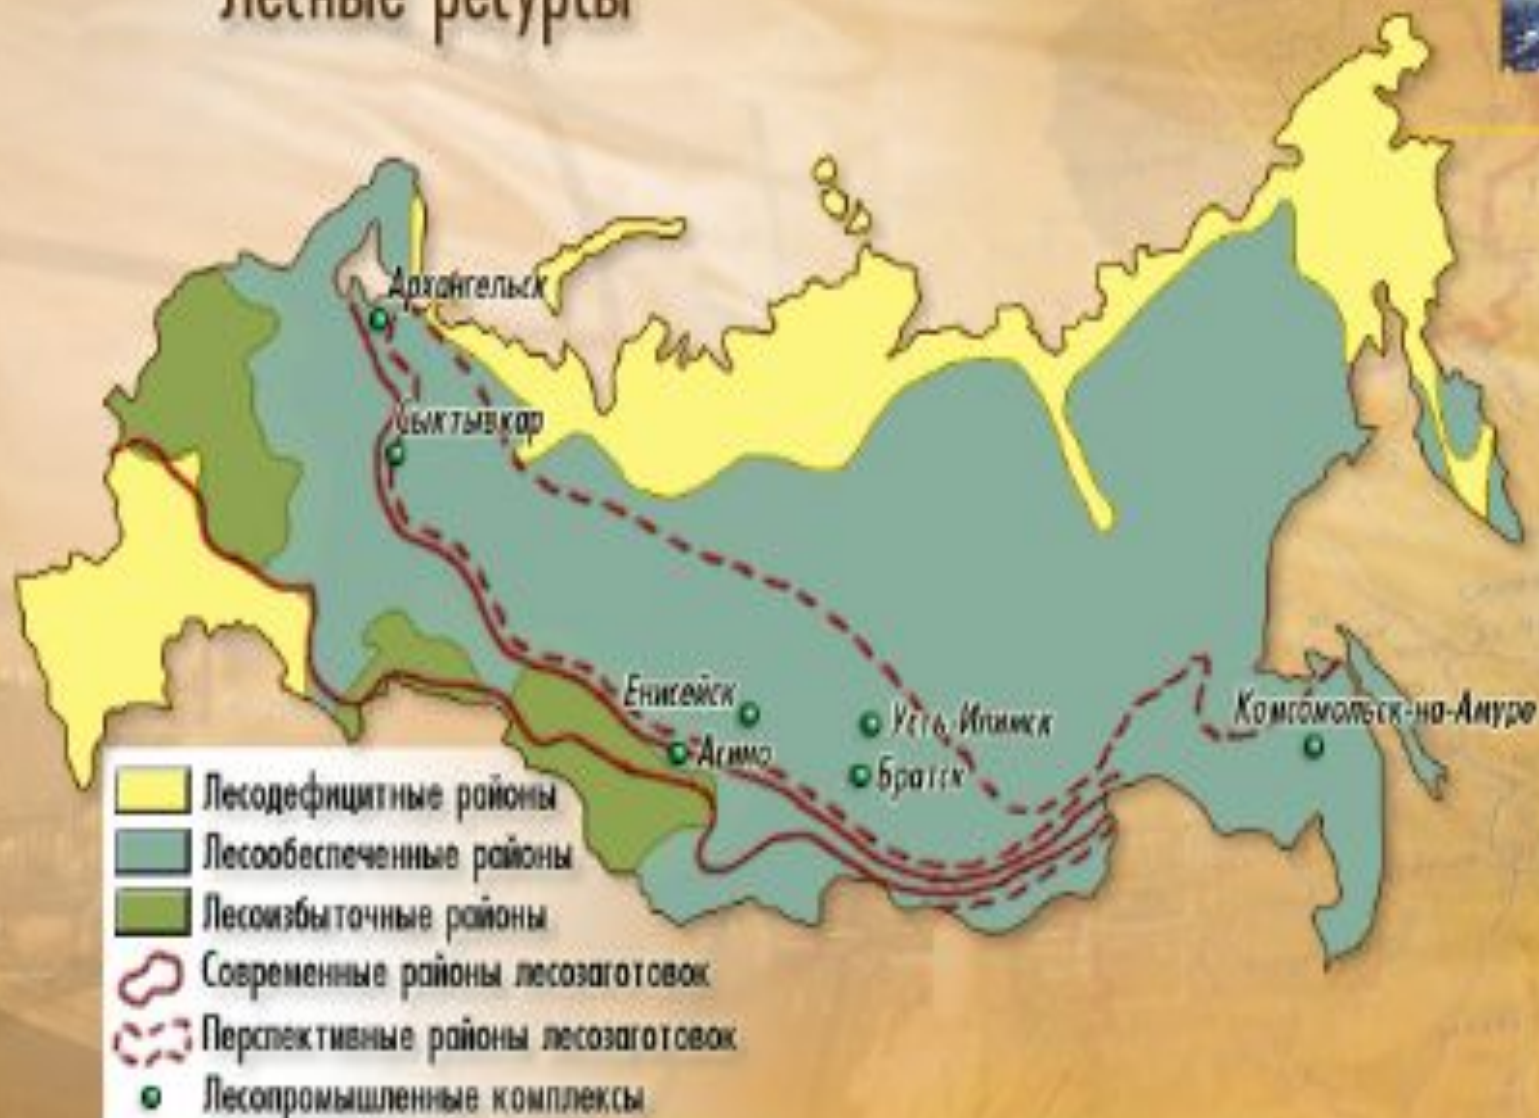 Лесные ресурсы
Архангельск
Сыктывкар
Енисейск
Усть-Илимск
Комсомольск-на-Амуре
Асино
Братск
Лесодефицитные районы
Лесообеспеченные районы
Лесоизбыточные районы
Современные районы лесозаготовок
Перспективные районы лесозаготовок
Лесопромышленные комплексы